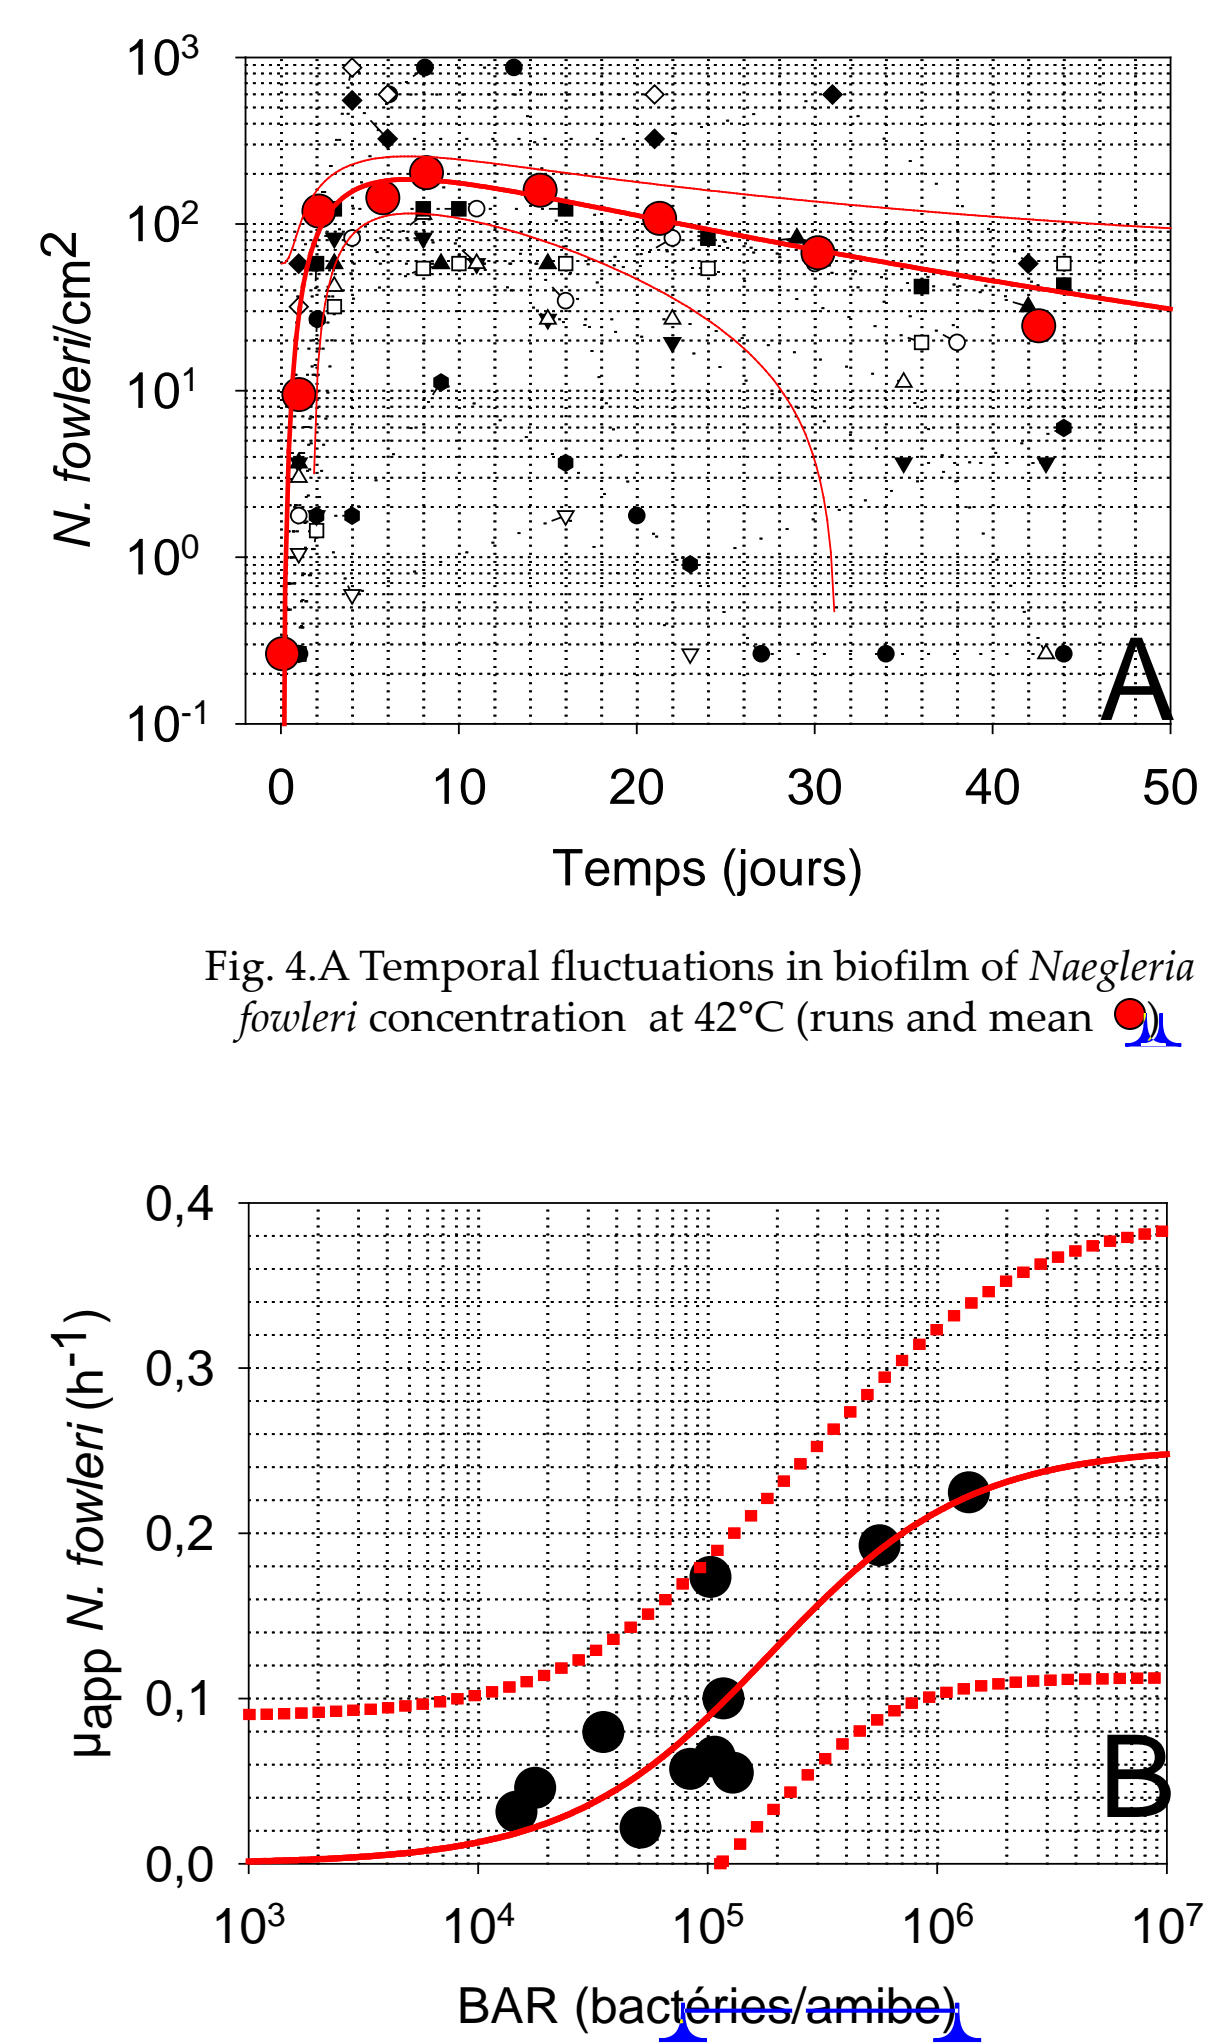 10³
10²
10¹
10⁰
10⁻¹
N. fowleri/cm2
A
0 10 20 30 40 50
Temps (jours)
Fig. 4.A Temporal fluctuations in biofilm of Naegleria
fowleri concentration at 42°C (runs and mean )
0,4
0,3
0,2
0,1
0,0
µapp N. fowleri (h⁻¹)
B
10³ 10⁴ 10⁵ 10⁶ 10⁷
BAR (bactéries/amibe)